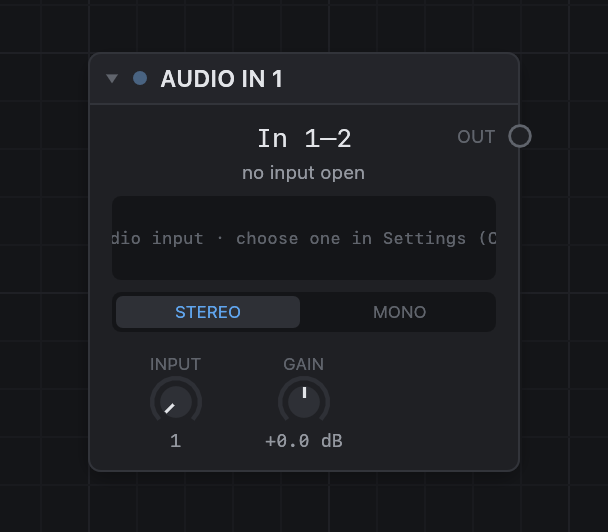 AUDIO IN 1
In 1–2
OUT
no input open
dio input · choose one in Settings (
STEREO
MONO
INPUT
GAIN
1
+0.0 dB